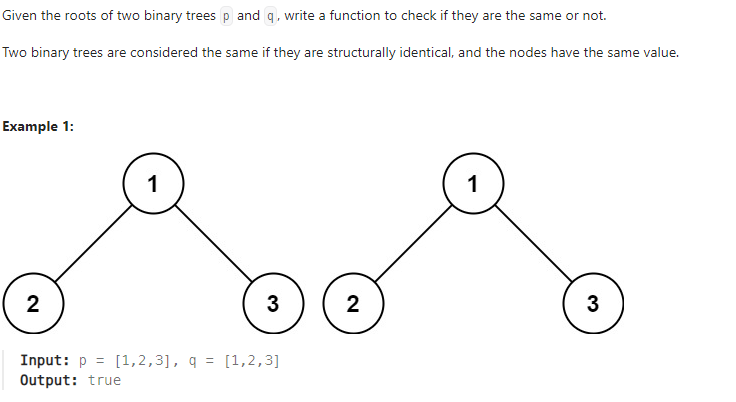 Given the roots of two binary trees p and q, write a function to check if they are the same or not.
Two binary trees are considered the same if they are structurally identical, and the nodes have the same value.
Example 1:
1 1
2 3 2 3
Input: p = [1,2,3], q = [1,2,3]
Output: true